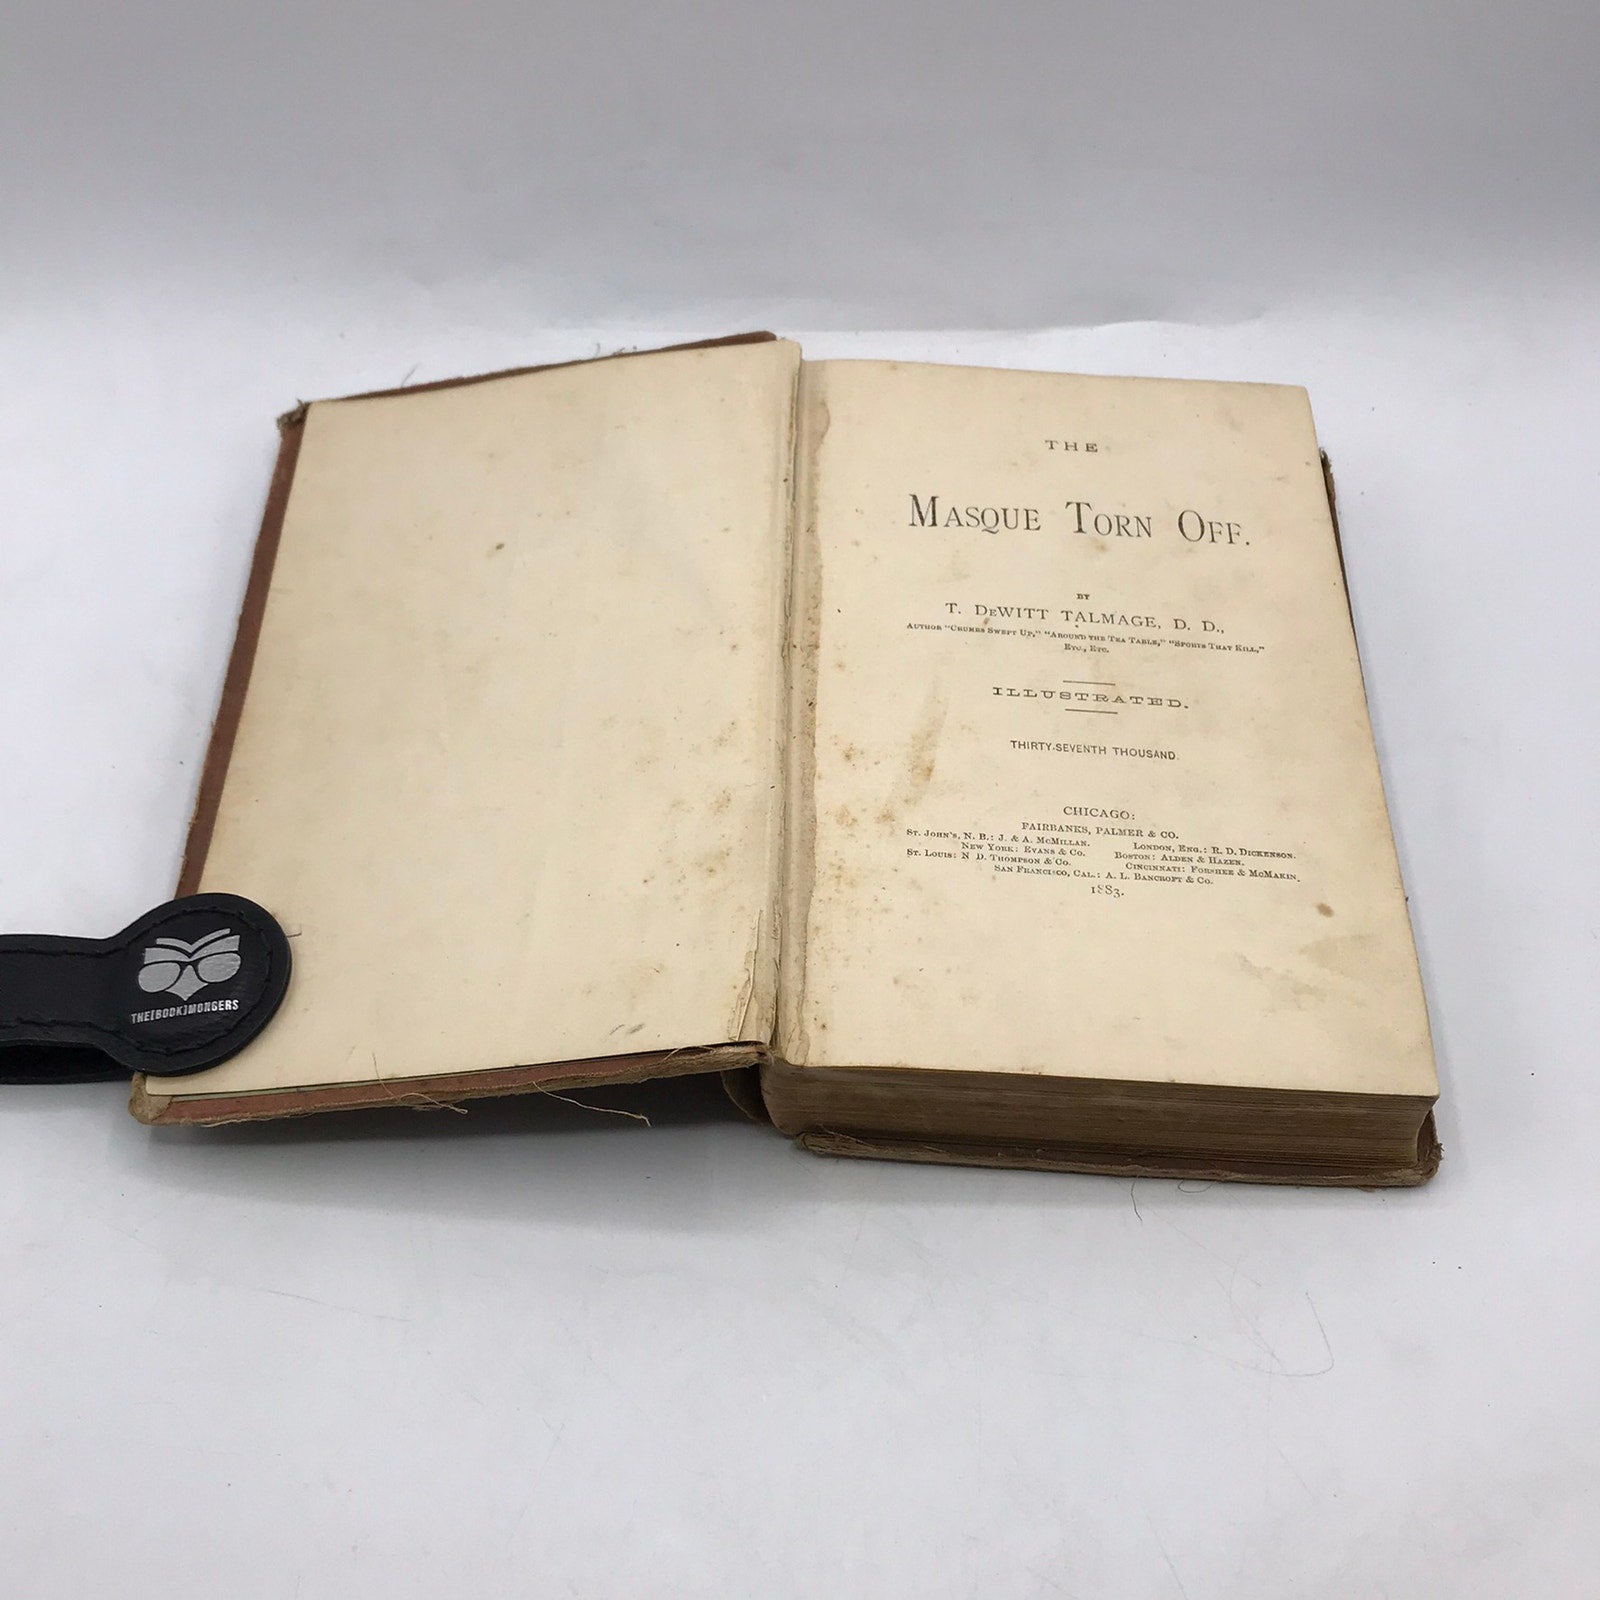 THE
MASQUE TORN OFF.
BY
T. DEWITT TALMAGE, D. D.,
AUTHOR "CRUMBS SWEPT UP," "AROUND THE TEA TABLE," "SPORTS THAT KILL,"
ETC., ETC.
ILLUSTRATED.
THIRTY-SEVENTH THOUSAND.
CHICAGO:
FAIRBANKS, PALMER & CO.
ST. JOHN'S, N. B.: J. & A. MCMILLAN. LONDON, ENG.: R. D. DICKENSON.
NEW YORK: EVANS & CO. BOSTON: ALDEN & HAZEN.
ST. LOUIS: N D. THOMPSON & CO. CINCINNATI: FORSHEE & MCMAKIN.
SAN FRANCISCO, CAL.: A. L. BANCROFT & CO.
1883.
THE[BOOK]MONGERS